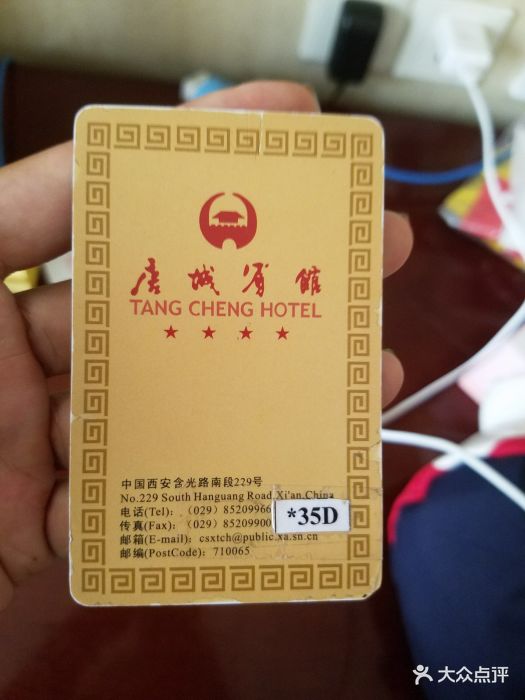 唐城賓館
TANG CHENG HOTEL
★ ★ ★ ★
中国西安含光路南段229号
No.229 South Hanguang Road,Xi'an,China
电话(Tel): (029) 85209966
传真(Fax): (029) 85209900
*35D
邮箱(E-mail): csxtch@public.xa.sn.cn
邮编(PostCode): 710065
大众点评